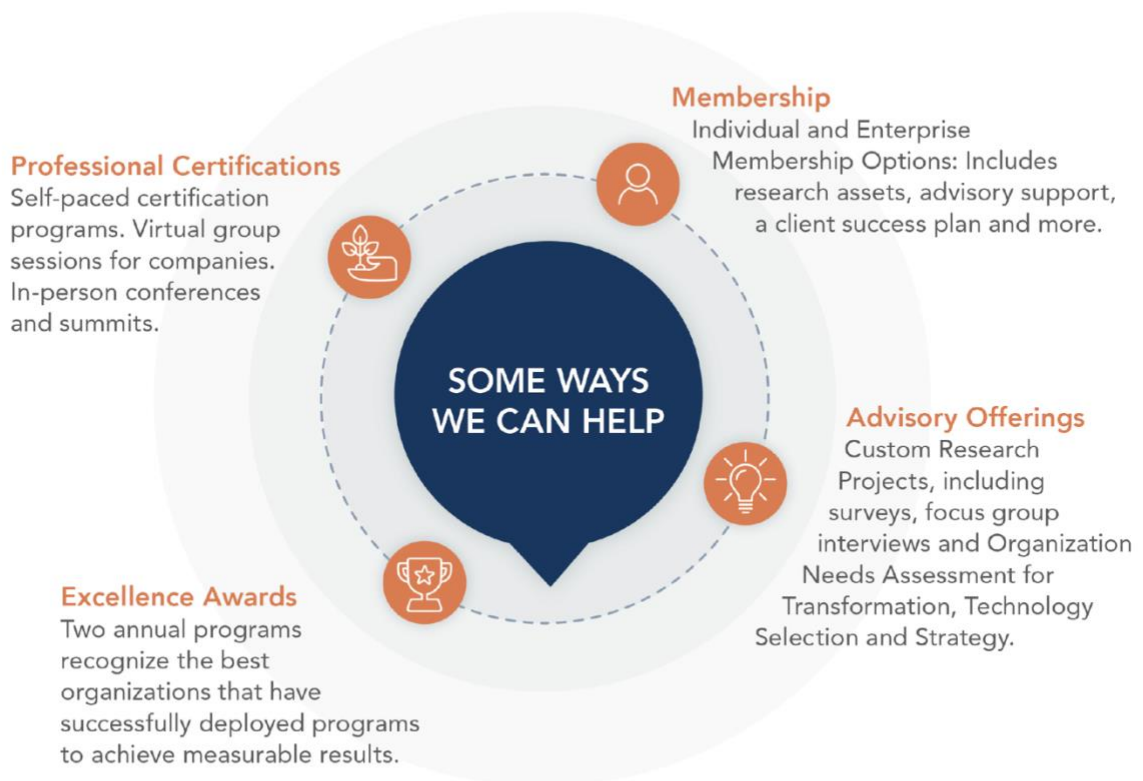 Membership
Individual and Enterprise
Membership Options: Includes
research assets, advisory support,
a client success plan and more.
Professional Certifications
Self-paced certification
programs. Virtual group
sessions for companies.
In-person conferences
and summits.
SOME WAYS
WE CAN HELP
Advisory Offerings
Custom Research
Projects, including
surveys, focus group
interviews and Organization
Needs Assessment for
Transformation, Technology
Selection and Strategy.
Excellence Awards
Two annual programs
recognize the best
organizations that have
successfully deployed programs
to achieve measurable results.